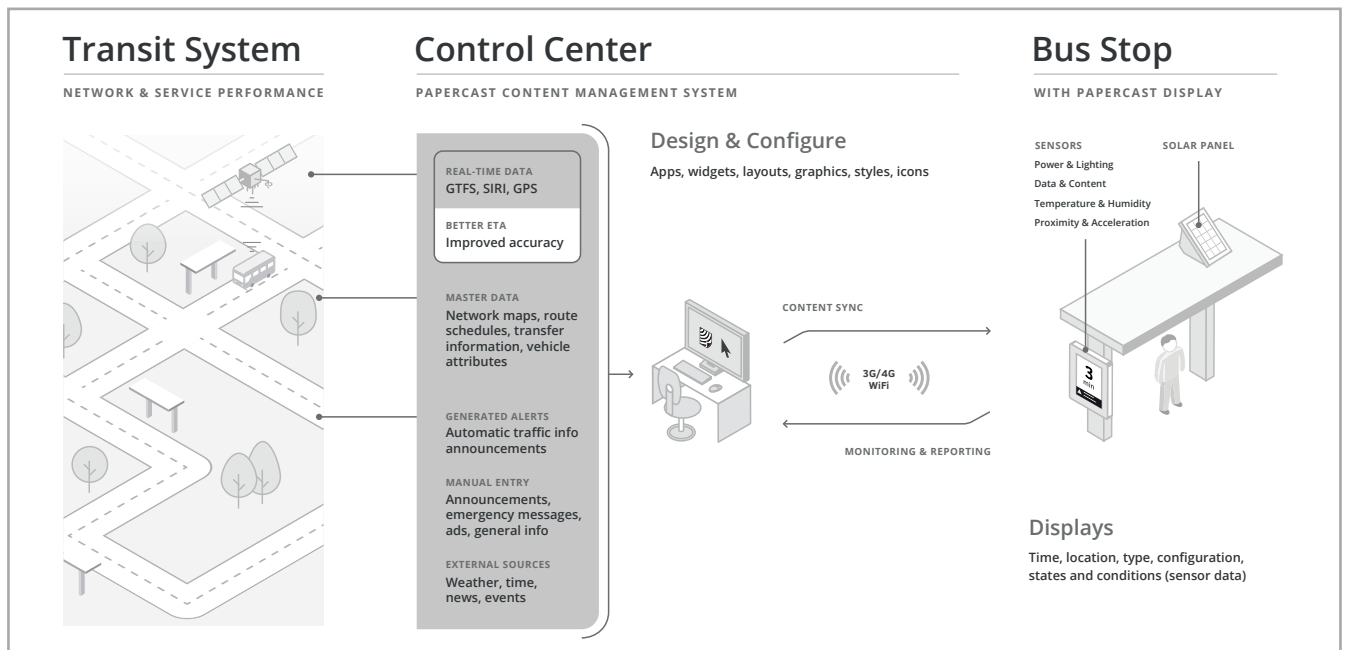 Transit System
NETWORK & SERVICE PERFORMANCE
Control Center
PAPERCAST CONTENT MANAGEMENT SYSTEM
REAL-TIME DATA
GTFS, SIRI, GPS
BETTER ETA
Improved accuracy
MASTER DATA
Network maps, route
schedules, transfer
information, vehicle
attributes
GENERATED ALERTS
Automatic traffic info
announcements
MANUAL ENTRY
Announcements,
emergency messages,
ads, general info
EXTERNAL SOURCES
Weather, time,
news, events
Design & Configure
Apps, widgets, layouts, graphics, styles, icons
CONTENT SYNC
3G/4G
WiFi
MONITORING & REPORTING
Bus Stop
WITH PAPERCAST DISPLAY
SENSORS
Power & Lighting
Data & Content
Temperature & Humidity
Proximity & Acceleration
SOLAR PANEL
3
min
Displays
Time, location, type, configuration,
states and conditions (sensor data)